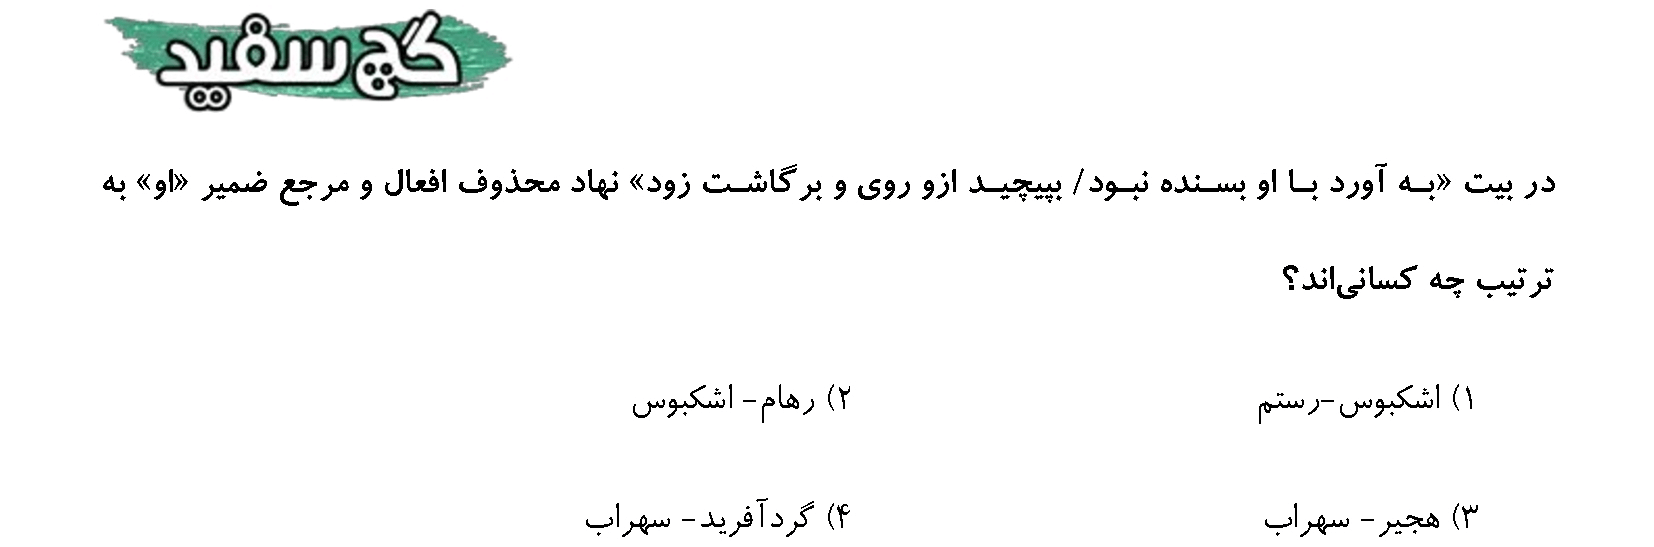 گچ سفید
در بیت «به آورد با او بسنده نبود/ بپیچید ازو روی و برگاشت زود» نهاد محذوف افعال و مرجع ضمیر «او» به
ترتیب چه کسانی‌اند؟
۱) اشکبوس-رستم
۲) رهام- اشکبوس
۳) هجیر- سهراب
۴) گردآفرید- سهراب